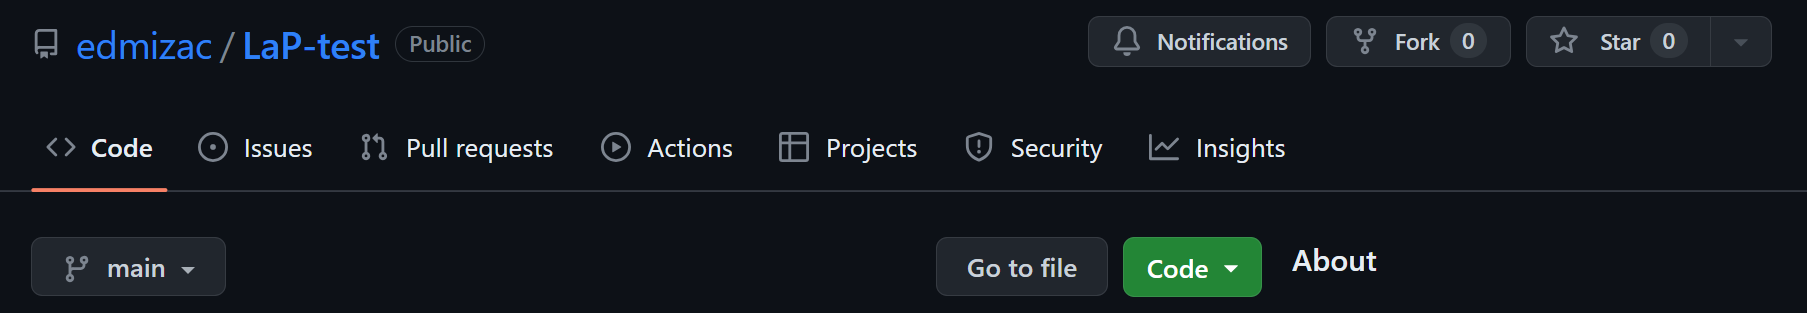 edmizac / LaP-test Public Notifications Fork 0 Star 0
Code Issues Pull requests Actions Projects Security Insights
main Go to file Code About